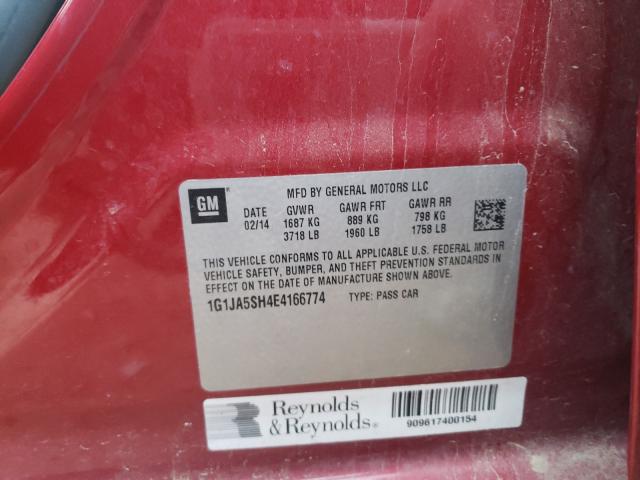 GM
MFD BY GENERAL MOTORS LLC
DATE GVWR GAWR FRT GAWR RR
02/14 1687 KG 889 KG 798 KG
3718 LB 1960 LB 1758 LB
THIS VEHICLE CONFORMS TO ALL APPLICABLE U.S. FEDERAL MOTOR
VEHICLE SAFETY, BUMPER, AND THEFT PREVENTION STANDARDS IN
EFFECT ON THE DATE OF MANUFACTURE SHOWN ABOVE.
1G1JA5SH4E4166774 TYPE: PASS CAR
Reynolds
&Reynolds®
909617400154